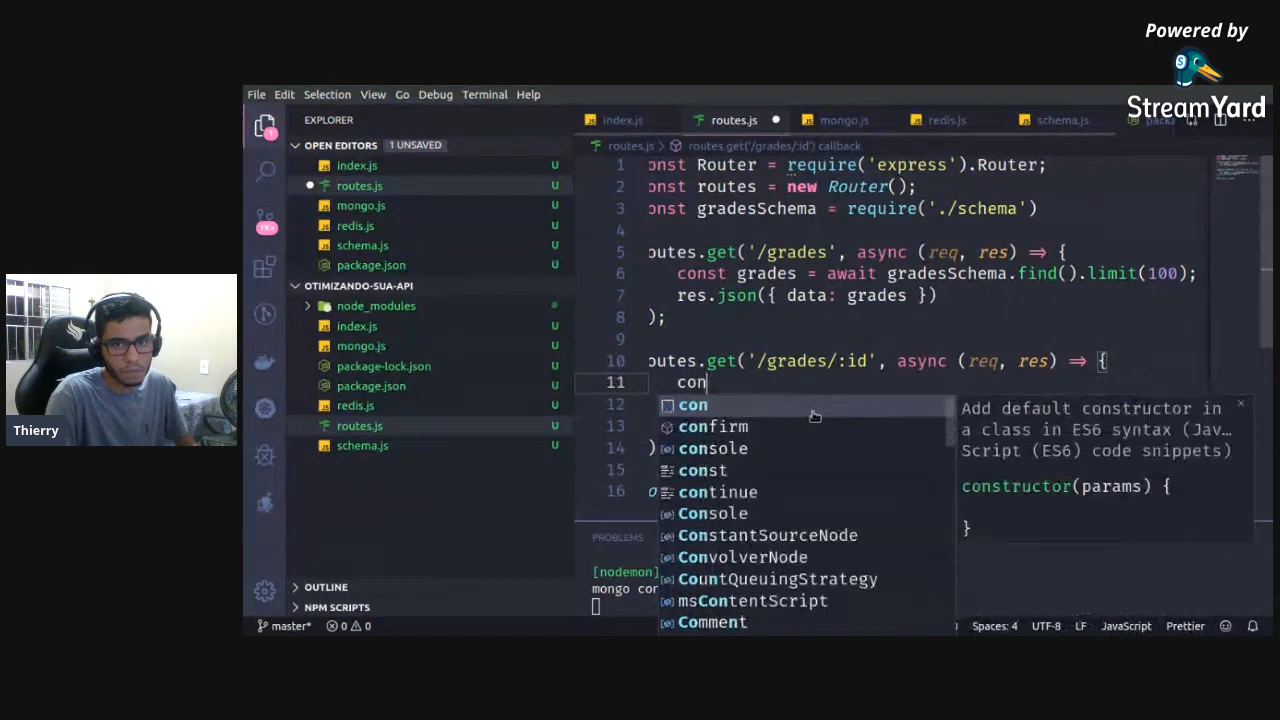 Powered by
StreamYard
File Edit Selection View Go Debug Terminal Help
EXPLORER
OPEN EDITORS 1 UNSAVED
index.js U
routes.js U
mongo.js U
redis.js U
schema.js U
package.json U
OTIMIZANDO-SUA-API
node_modules
index.js U
mongo.js U
package-lock.json U
package.json U
redis.js U
routes.js U
schema.js U
OUTLINE
NPM SCRIPTS
1
1K+
index.js routes.js mongo.js redis.js schema.js
routes.js > routes.get('/grades/:id') callback
1 onst Router = require('express').Router;
2 onst routes = new Router();
3 onst gradesSchema = require('./schema')
4
5 outes.get('/grades', async (req, res) => {
6 const grades = await gradesSchema.find().limit(100);
7 res.json({ data: grades })
8 );
9
10 outes.get('/grades/:id', async (req, res) => {
11 con
12
13
14 )
15
16 o
con
confirm
console
const
continue
Console
ConstantSourceNode
ConvolverNode
CountQueuingStrategy
msContentScript
Comment
Add default constructor in
a class in ES6 syntax (Jav...
Script (ES6) code snippets)
constructor(params) {
}
PROBLEMS
[nodemon]
mongo con
master* 0 0 Spaces: 4 UTF-8 LF JavaScript Prettier
Thierry